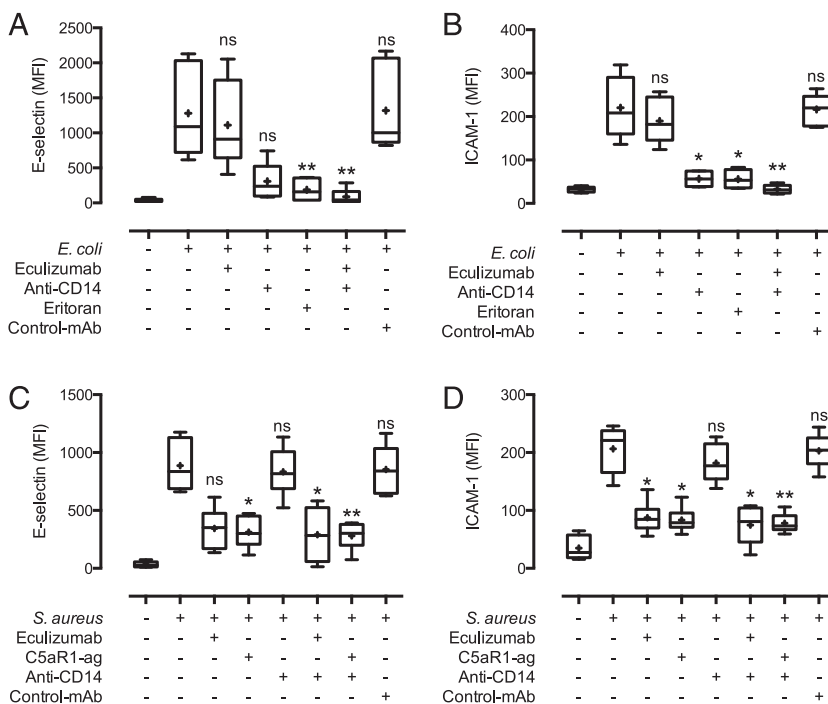 A
E-selectin (MFI)
2500
2000
1500
1000
500
0
ns
ns
**
**
ns
E. coli - + + + + + +
Eculizumab - - + - - + -
Anti-CD14 - - - + - + -
Eritoran - - - - + - -
Control-mAb - - - - - - +
B
ICAM-1 (MFI)
400
300
200
100
0
ns
*
*
**
ns
E. coli - + + + + + +
Eculizumab - - + - - + -
Anti-CD14 - - - + - + -
Eritoran - - - - + - -
Control-mAb - - - - - - +
C
E-selectin (MFI)
1500
1000
500
0
ns
*
ns
*
**
ns
S. aureus - + + + + + + +
Eculizumab - - + - - + - -
C5aR1-ag - - - + - - + -
Anti-CD14 - - - - + + + -
Control-mAb - - - - - - - +
D
ICAM-1 (MFI)
300
200
100
0
*
*
ns
*
**
ns
S. aureus - + + + + + + +
Eculizumab - - + - - + - -
C5aR1-ag - - - + - - + -
Anti-CD14 - - - - + + + -
Control-mAb - - - - - - - +